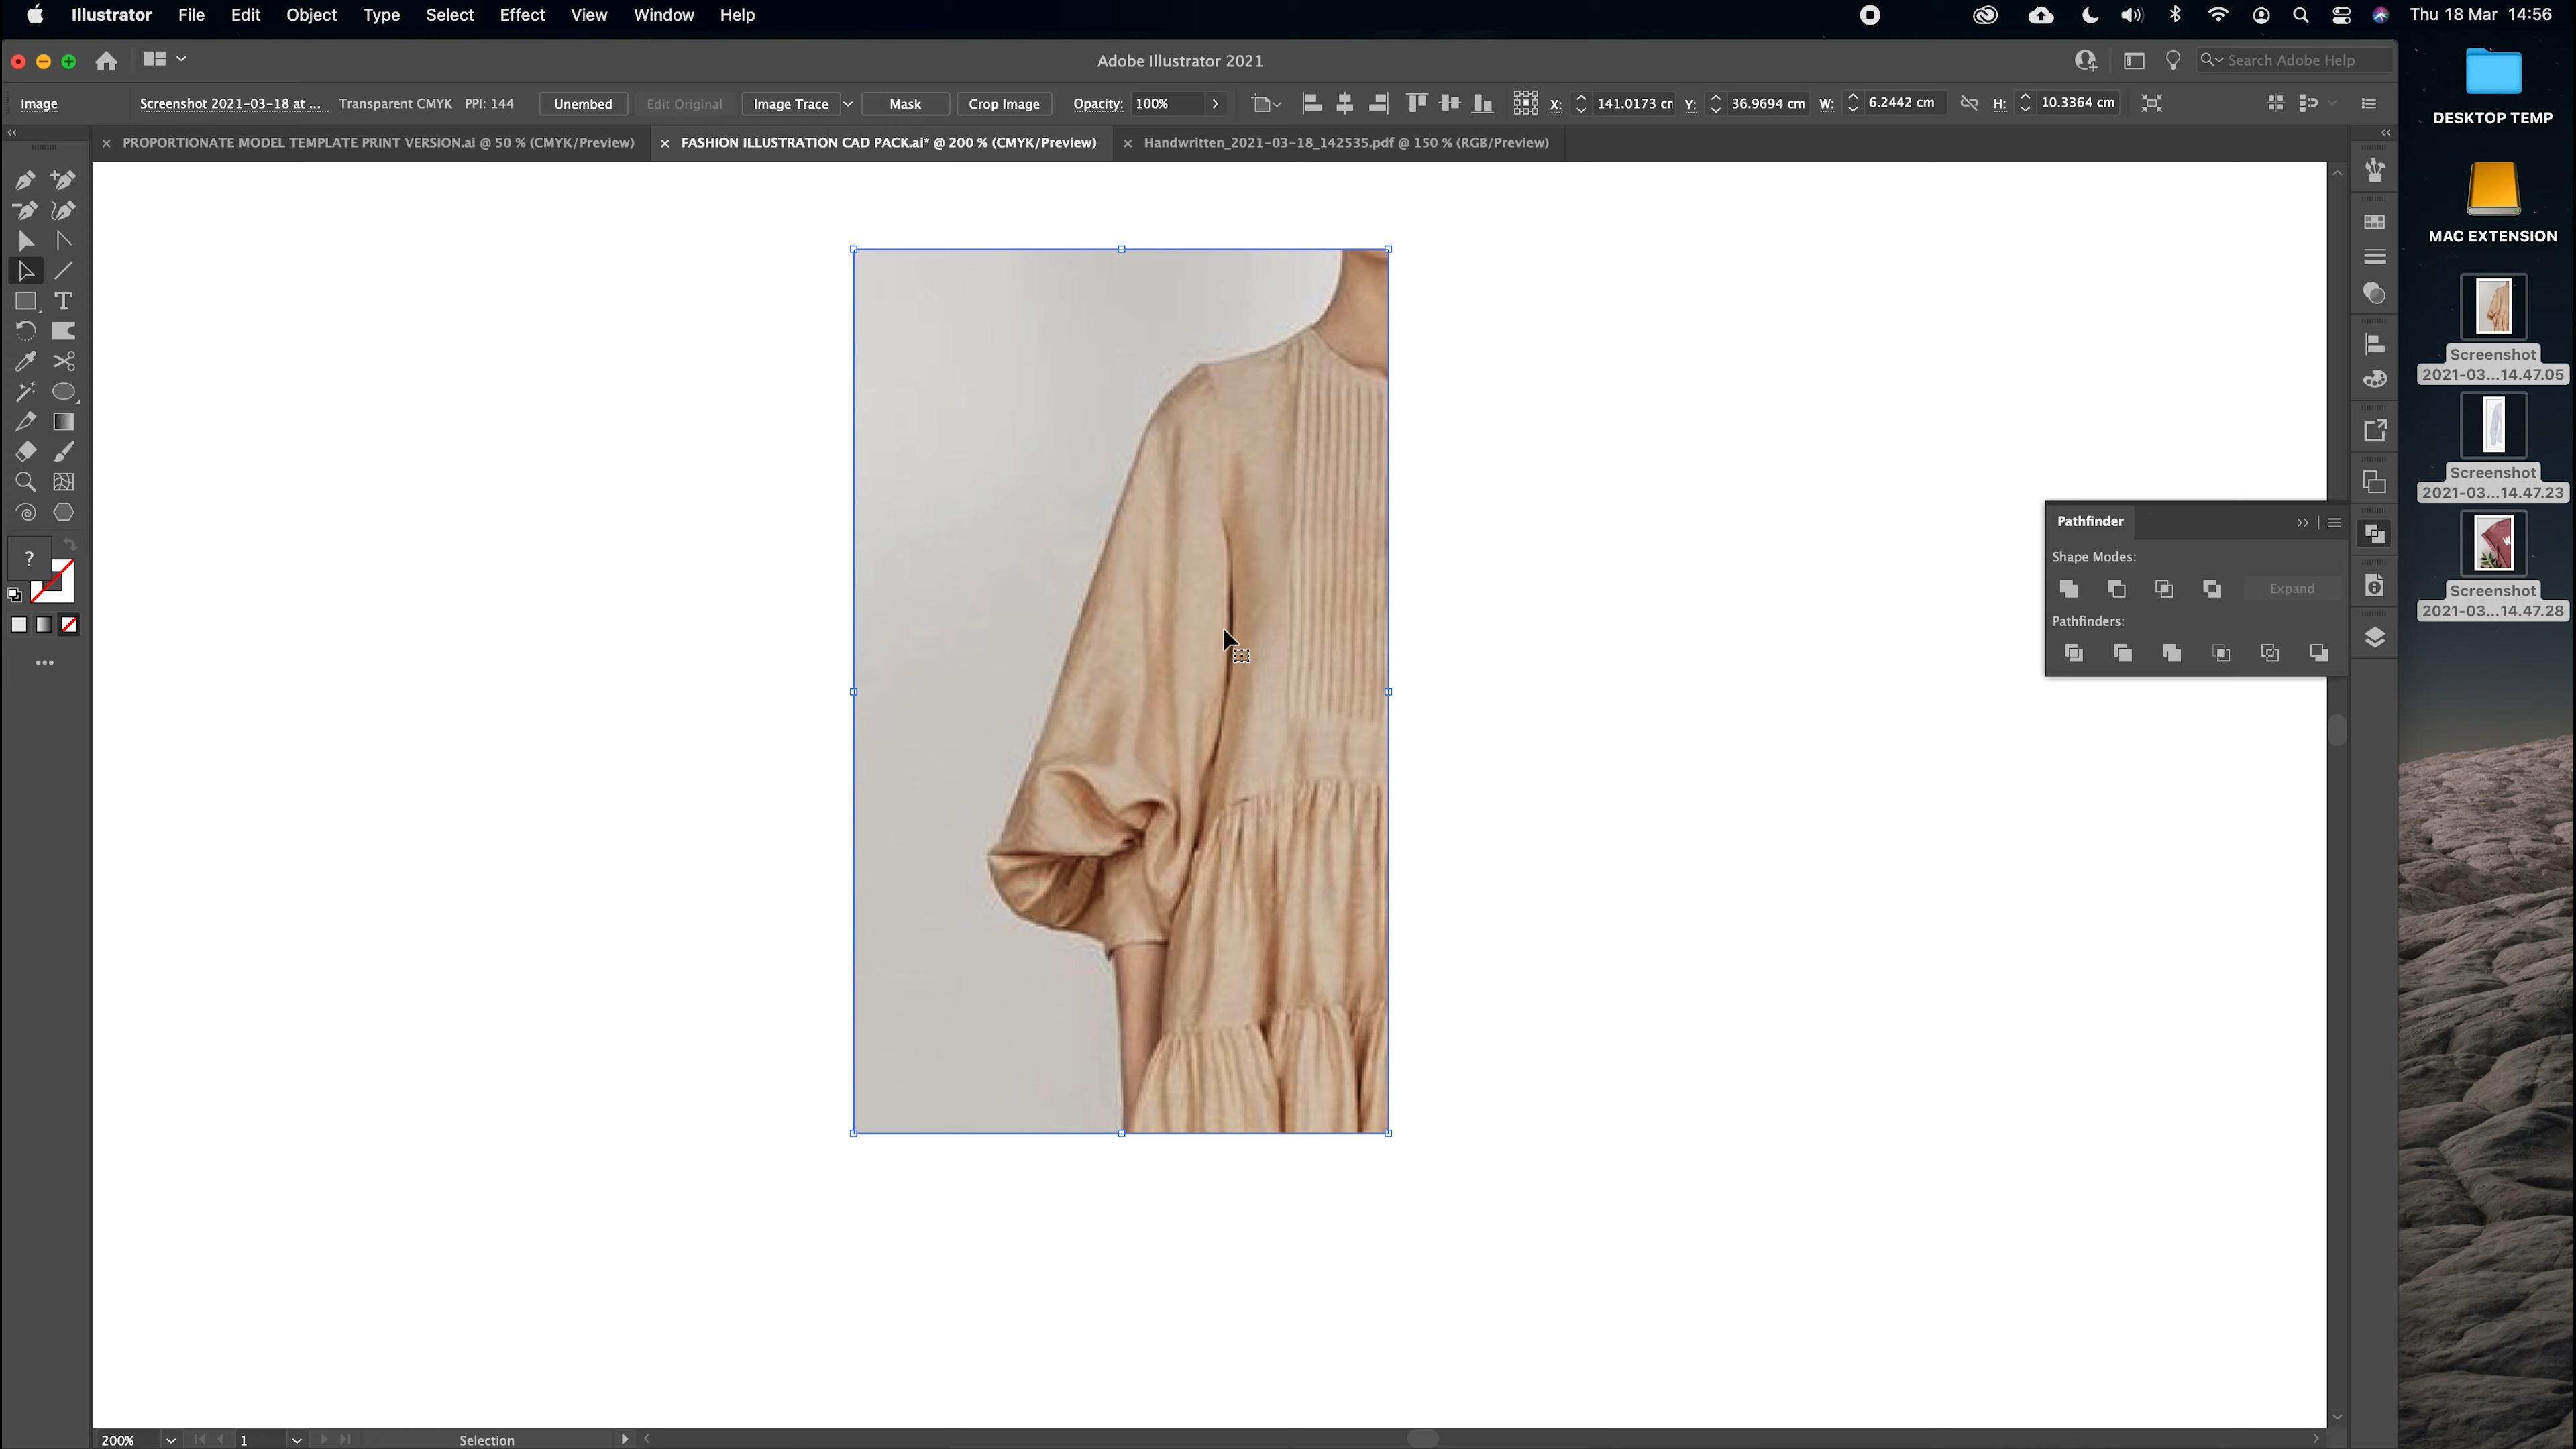 Illustrator File Edit Object Type Select Effect View Window Help Thu 18 Mar 14:56
Adobe Illustrator 2021 Search Adobe Help
Image Screenshot 2021-03-18 at ... Transparent CMYK PPI: 144 Unembed Edit Original Image Trace Mask Crop Image Opacity: 100% X: 141.0173 cm Y: 36.9694 cm W: 6.2442 cm H: 10.3364 cm
PROPORTIONATE MODEL TEMPLATE PRINT VERSION.ai @ 50 % (CMYK/Preview) FASHION ILLUSTRATION CAD PACK.ai* @ 200 % (CMYK/Preview) Handwritten_2021-03-18_142535.pdf @ 150 % (RGB/Preview)
DESKTOP TEMP
MAC EXTENSION
Screenshot
2021-03...14.47.05
Screenshot
2021-03...14.47.23
Screenshot
2021-03...14.47.28
Pathfinder
Shape Modes:
Expand
Pathfinders:
?
200% 1 Selection